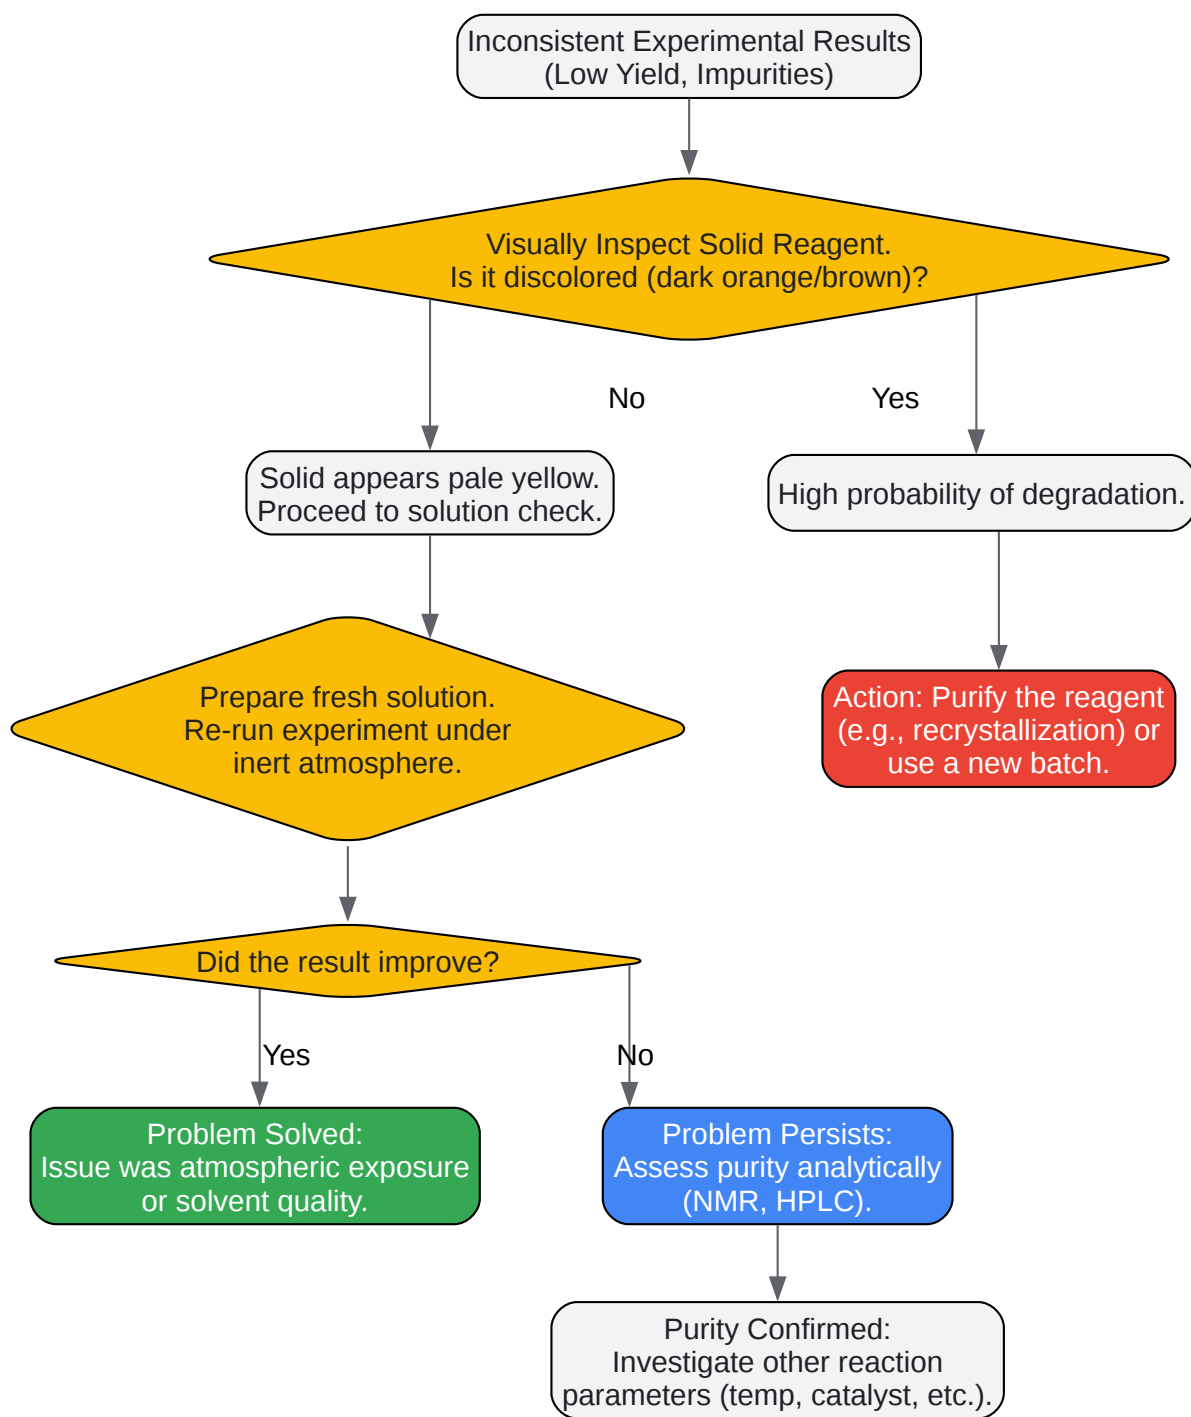 Inconsistent Experimental Results
(Low Yield, Impurities)
Visually Inspect Solid Reagent.
Is it discolored (dark orange/brown)?
No
Yes
Solid appears pale yellow.
Proceed to solution check.
High probability of degradation.
Prepare fresh solution.
Re-run experiment under
inert atmosphere.
Action: Purify the reagent
(e.g., recrystallization) or
use a new batch.
Did the result improve?
Yes
No
Problem Solved:
Issue was atmospheric exposure
or solvent quality.
Problem Persists:
Assess purity analytically
(NMR, HPLC).
Purity Confirmed:
Investigate other reaction
parameters (temp, catalyst, etc.).